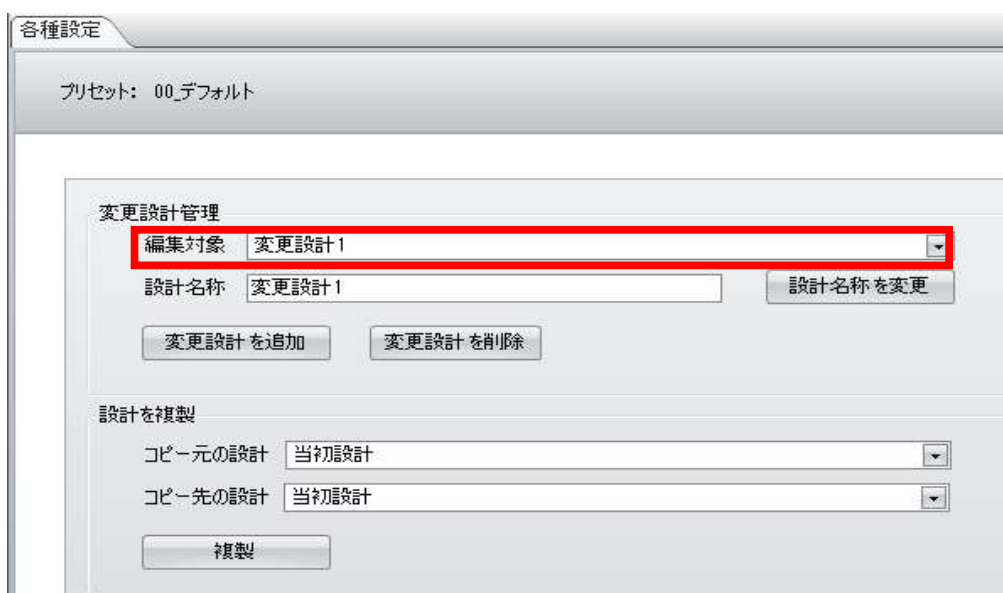 各種設定
プリセット: 00_デフォルト
変更設計管理
編集対象 変更設計1
設計名称 変更設計1 設計名称を変更
変更設計を追加 変更設計を削除
設計を複製
コピー元の設計 当初設計
コピー先の設計 当初設計
複製